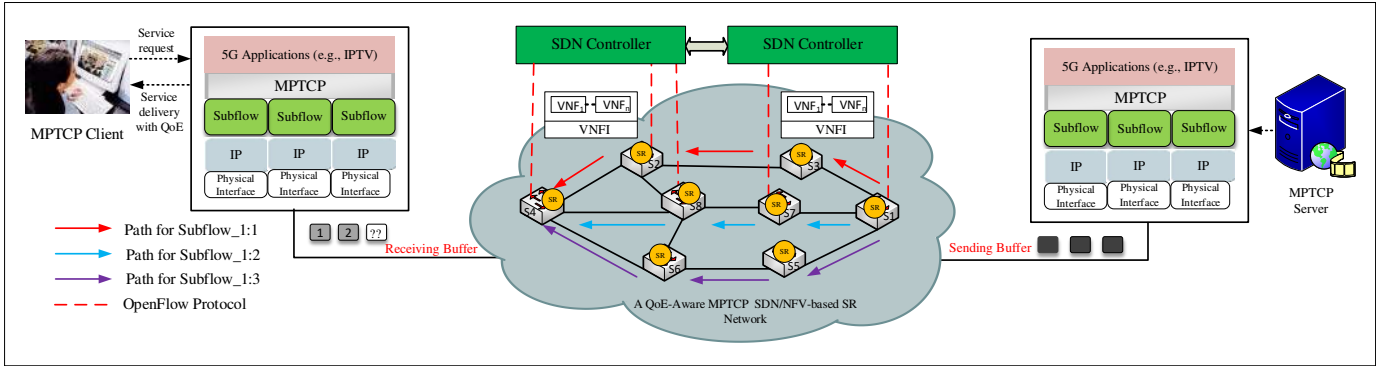 Service
request
Service
delivery
with QoE
MPTCP Client
5G Applications (e.g., IPTV)
MPTCP
Subflow
Subflow
Subflow
IP
IP
IP
Physical
Interface
Physical
Interface
Physical
Interface
1
2
??
Receiving Buffer
Path for Subflow_1:1
Path for Subflow_1:2
Path for Subflow_1:3
OpenFlow Protocol
SDN Controller
SDN Controller
VNF1
VNFn
VNFI
VNF1
VNFn
VNFI
SR
S2
SR
S3
SR
S4
SR
S8
SR
S7
SR
S1
SR
S6
SR
S5
A QoE-Aware MPTCP SDN/NFV-based SR
Network
Sending Buffer
5G Applications (e.g., IPTV)
MPTCP
Subflow
Subflow
Subflow
IP
IP
IP
Physical
Interface
Physical
Interface
Physical
Interface
MPTCP
Server